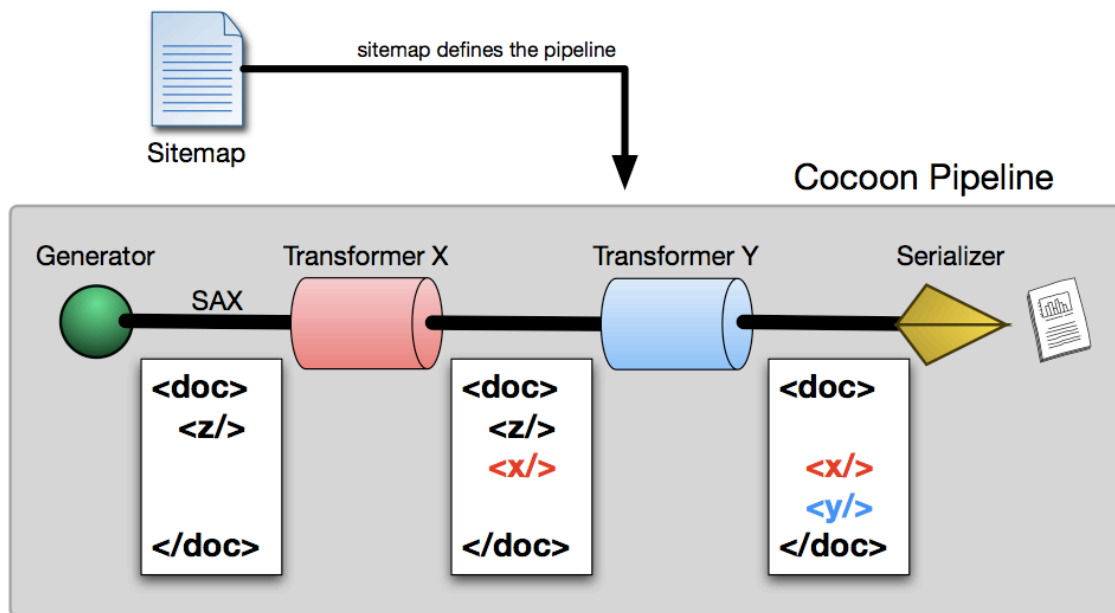 sitemap defines the pipeline
Sitemap
Cocoon Pipeline
Generator
Transformer X
Transformer Y
Serializer
SAX
<doc>
<z/>
</doc>
<doc>
<z/>
<x/>
</doc>
<doc>
<x/>
<y/>
</doc>